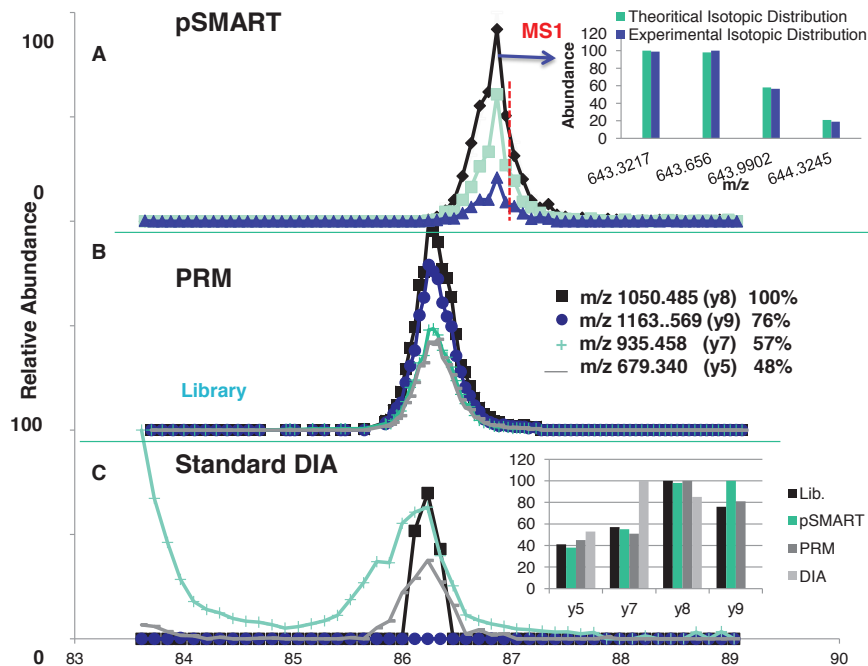 100
pSMART
A
MS1
Theoritical Isotopic Distribution
Experimental Isotopic Distribution
Abundance
120
100
80
60
40
20
0
643.3217
643.656
643.9902
644.3245
m/z
0
Relative Abundance
B
PRM
m/z 1050.485 (y8) 100%
m/z 1163..569 (y9) 76%
m/z 935.458 (y7) 57%
m/z 679.340 (y5) 48%
Library
100
C
Standard DIA
120
100
80
60
40
20
0
y5
y7
y8
y9
Lib.
pSMART
PRM
DIA
0
83
84
85
86
87
88
89
90